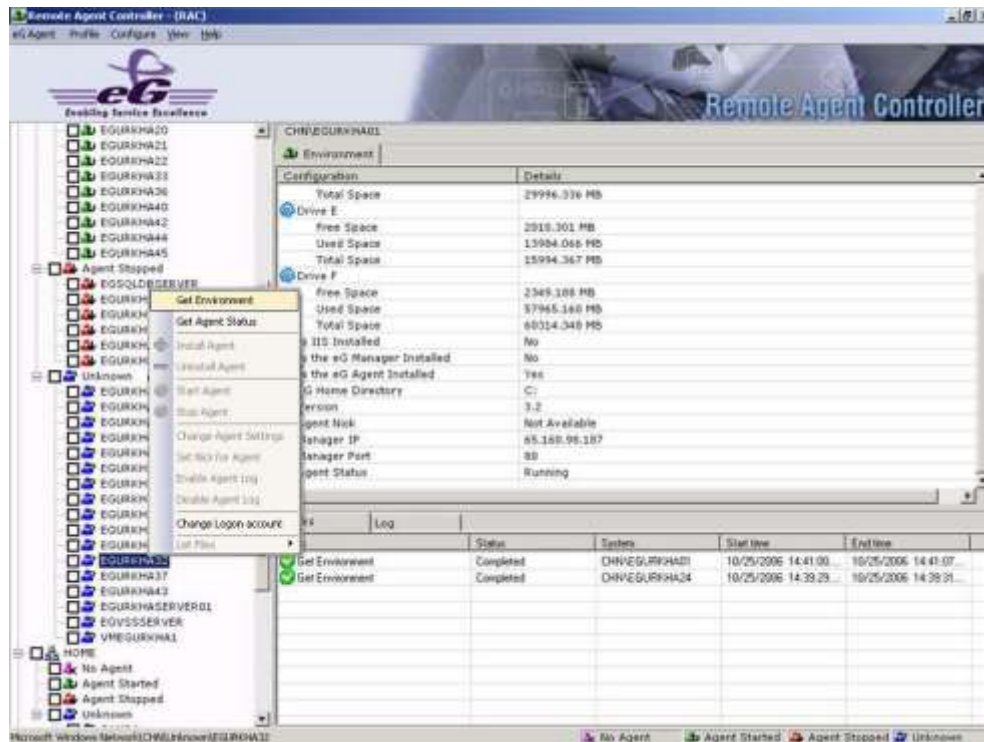 Remote Agent Controller - (RAC)
eG Agent Profile Configure View Help
eG
Enabling Service Excellence
Remote Agent Controller
EGURKHA20
EGURKHA21
EGURKHA22
EGURKHA33
EGURKHA36
EGURKHA40
EGURKHA42
EGURKHA44
EGURKHA45
Agent Stopped
EGSQLDBSERVER
Unknown
EGURKHA32
EGURKHA37
EGURKHA43
EGURKHASERVER01
EGVSSSERVER
VMEGURKHA1
HOME
No Agent
Agent Started
Agent Stopped
Unknown
Get Environment
Get Agent Status
Install Agent
Uninstall Agent
Start Agent
Stop Agent
Change Agent Settings
Set Nick for Agent
Enable Agent Log
Disable Agent Log
Change Logon account
List Files
CHN\EGURKHA01
Environment
Configuration Details
Total Space 29996.336 MB
Drive E
Free Space 2010.301 MB
Used Space 13984.066 MB
Total Space 15994.367 MB
Drive F
Free Space 2349.188 MB
Used Space 57965.160 MB
Total Space 60314.348 MB
IIS Installed No
the eG Manager Installed No
the eG Agent Installed Yes
G Home Directory C:
ersion 3.2
gent Nick Not Available
anager IP 65.160.98.187
anager Port 80
gent Status Running
Log
Status System Start time End time
Get Environment Completed CHN\EGURKHA01 10/25/2006 14:41:00... 10/25/2006 14:41:07...
Get Environment Completed CHN\EGURKHA24 10/25/2006 14:39:29... 10/25/2006 14:39:31...
Microsoft Windows Network\CHN\Unknown\EGURKHA32
No Agent Agent Started Agent Stopped Unknown